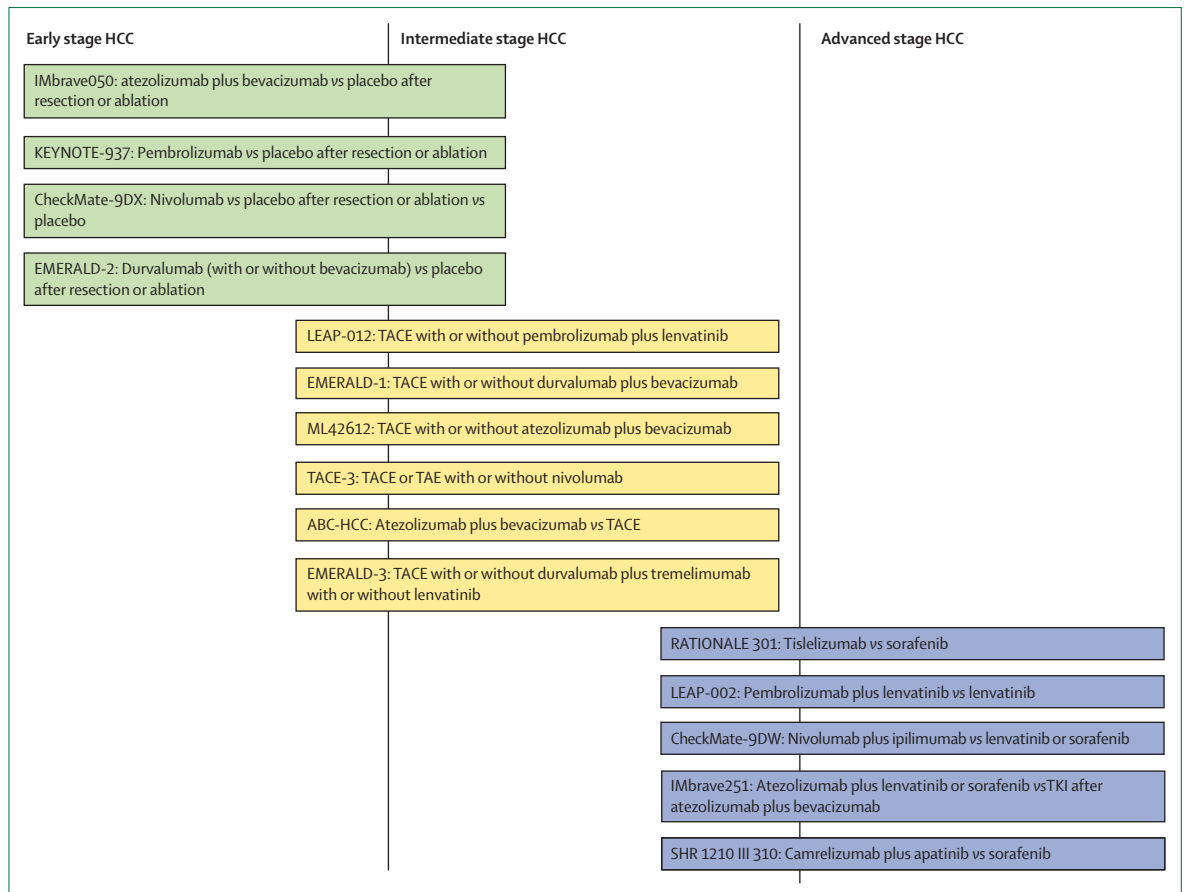 Early stage HCC
Intermediate stage HCC
Advanced stage HCC
IMbrave050: atezolizumab plus bevacizumab vs placebo after
resection or ablation
KEYNOTE-937: Pembrolizumab vs placebo after resection or ablation
CheckMate-9DX: Nivolumab vs placebo after resection or ablation vs
placebo
EMERALD-2: Durvalumab (with or without bevacizumab) vs placebo
after resection or ablation
LEAP-012: TACE with or without pembrolizumab plus lenvatinib
EMERALD-1: TACE with or without durvalumab plus bevacizumab
ML42612: TACE with or without atezolizumab plus bevacizumab
TACE-3: TACE or TAE with or without nivolumab
ABC-HCC: Atezolizumab plus bevacizumab vs TACE
EMERALD-3: TACE with or without durvalumab plus tremelimumab
with or without lenvatinib
RATIONALE 301: Tislelizumab vs sorafenib
LEAP-002: Pembrolizumab plus lenvatinib vs lenvatinib
CheckMate-9DW: Nivolumab plus ipilimumab vs lenvatinib or sorafenib
IMbrave251: Atezolizumab plus lenvatinib or sorafenib vsTKI after
atezolizumab plus bevacizumab
SHR 1210 III 310: Camrelizumab plus apatinib vs sorafenib